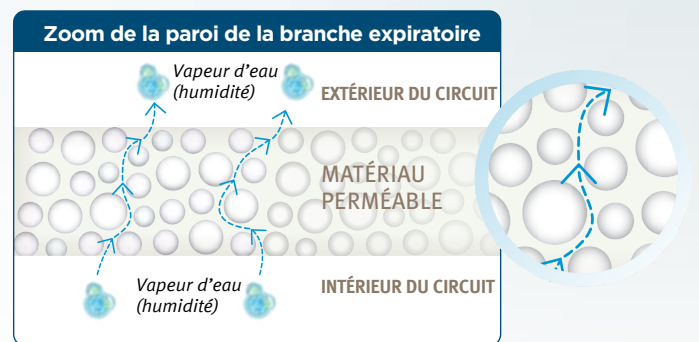 Zoom de la paroi de la branche expiratoire
Vapeur d'eau
(humidité)
EXTÉRIEUR DU CIRCUIT
MATÉRIAU
PERMÉABLE
Vapeur d'eau
(humidité)
INTÉRIEUR DU CIRCUIT